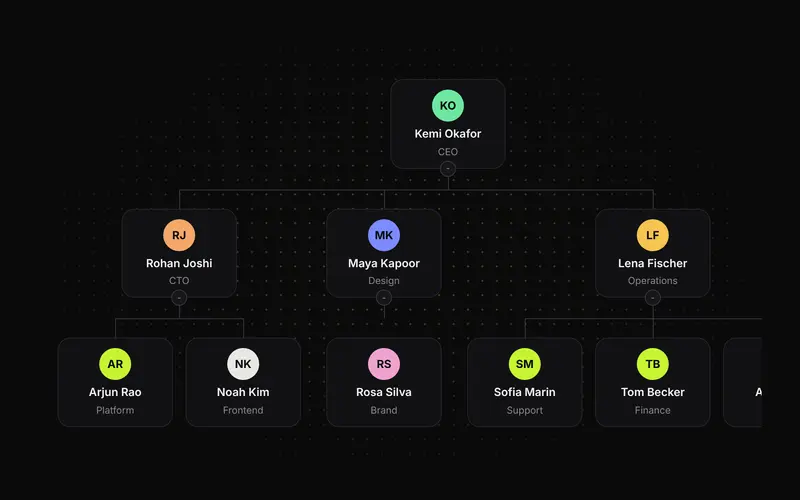 KO
Kemi Okafor
CEO
-
RJ
Rohan Joshi
CTO
-
MK
Maya Kapoor
Design
-
LF
Lena Fischer
Operations
-
AR
Arjun Rao
Platform
NK
Noah Kim
Frontend
RS
Rosa Silva
Brand
SM
Sofia Marin
Support
TB
Tom Becker
Finance
A